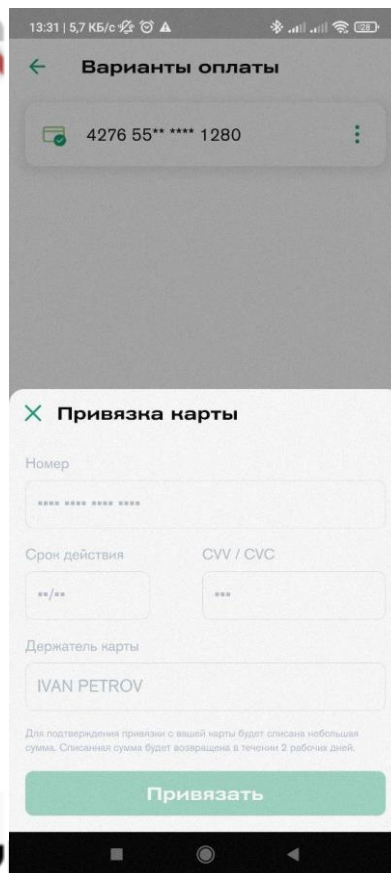 13:31 | 5,7 КБ/с
28
Варианты оплаты
4276 55** **** 1280
Привязка карты
Номер
**** **** **** ****
Срок действия
CVV / CVC
**/**
***
Держатель карты
IVAN PETROV
Для подтверждения привязки с вашей карты будет списана небольшая
сумма. Списанная сумма будет возвращена в течении 2 рабочих дней.
Привязать